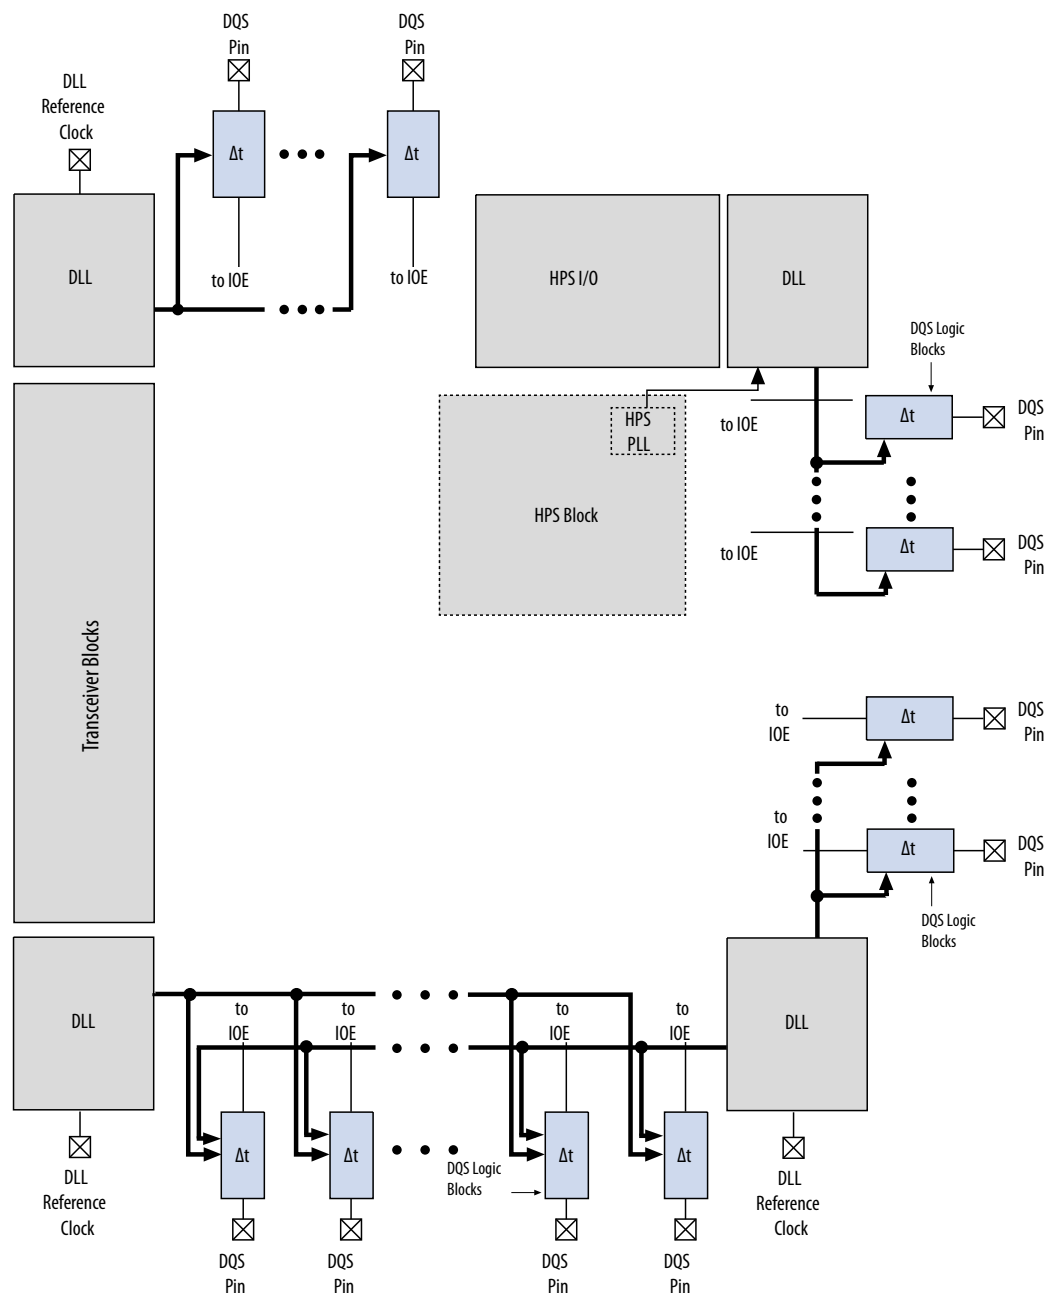 DQS
Pin
DQS
Pin
DLL
Reference
Clock
Δt
Δt
to IOE
to IOE
DLL
HPS I/O
DLL
DQS Logic
Blocks
HPS
PLL
to IOE
Δt
DQS
Pin
HPS Block
to IOE
Δt
DQS
Pin
Transceiver Blocks
to
IOE
Δt
DQS
Pin
to
IOE
Δt
DQS
Pin
DQS Logic
Blocks
DLL
to
IOE
to
IOE
to
IOE
to
IOE
DLL
Δt
Δt
Δt
Δt
DQS Logic
Blocks
DLL
Reference
Clock
DLL
Reference
Clock
DQS
Pin
DQS
Pin
DQS
Pin
DQS
Pin